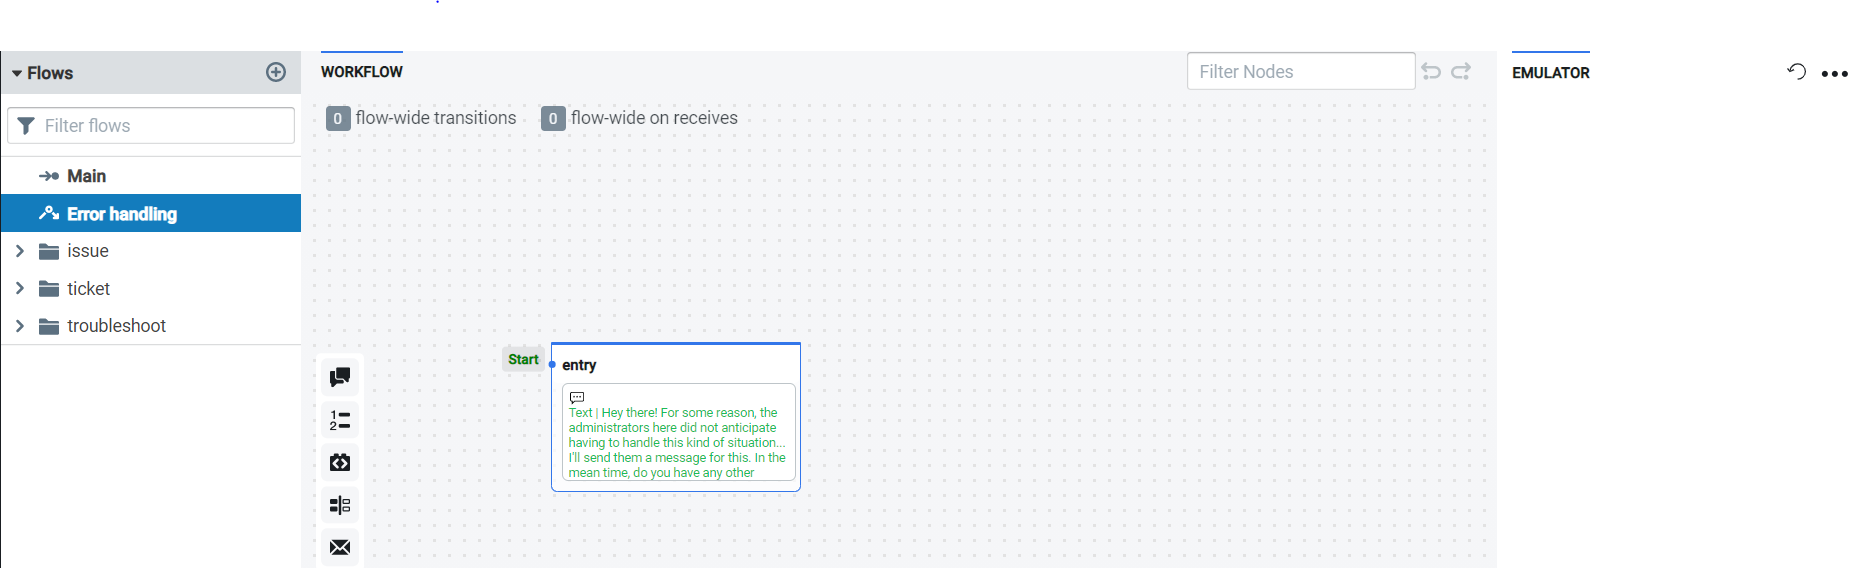 Flows
Filter flows
Main
Error handling
issue
ticket
troubleshoot
WORKFLOW
Filter Nodes
0 flow-wide transitions 0 flow-wide on receives
Start
entry
Text | Hey there! For some reason, the
administrators here did not anticipate
having to handle this kind of situation...
I'll send them a message for this. In the
mean time, do you have any other
1
2
EMULATOR